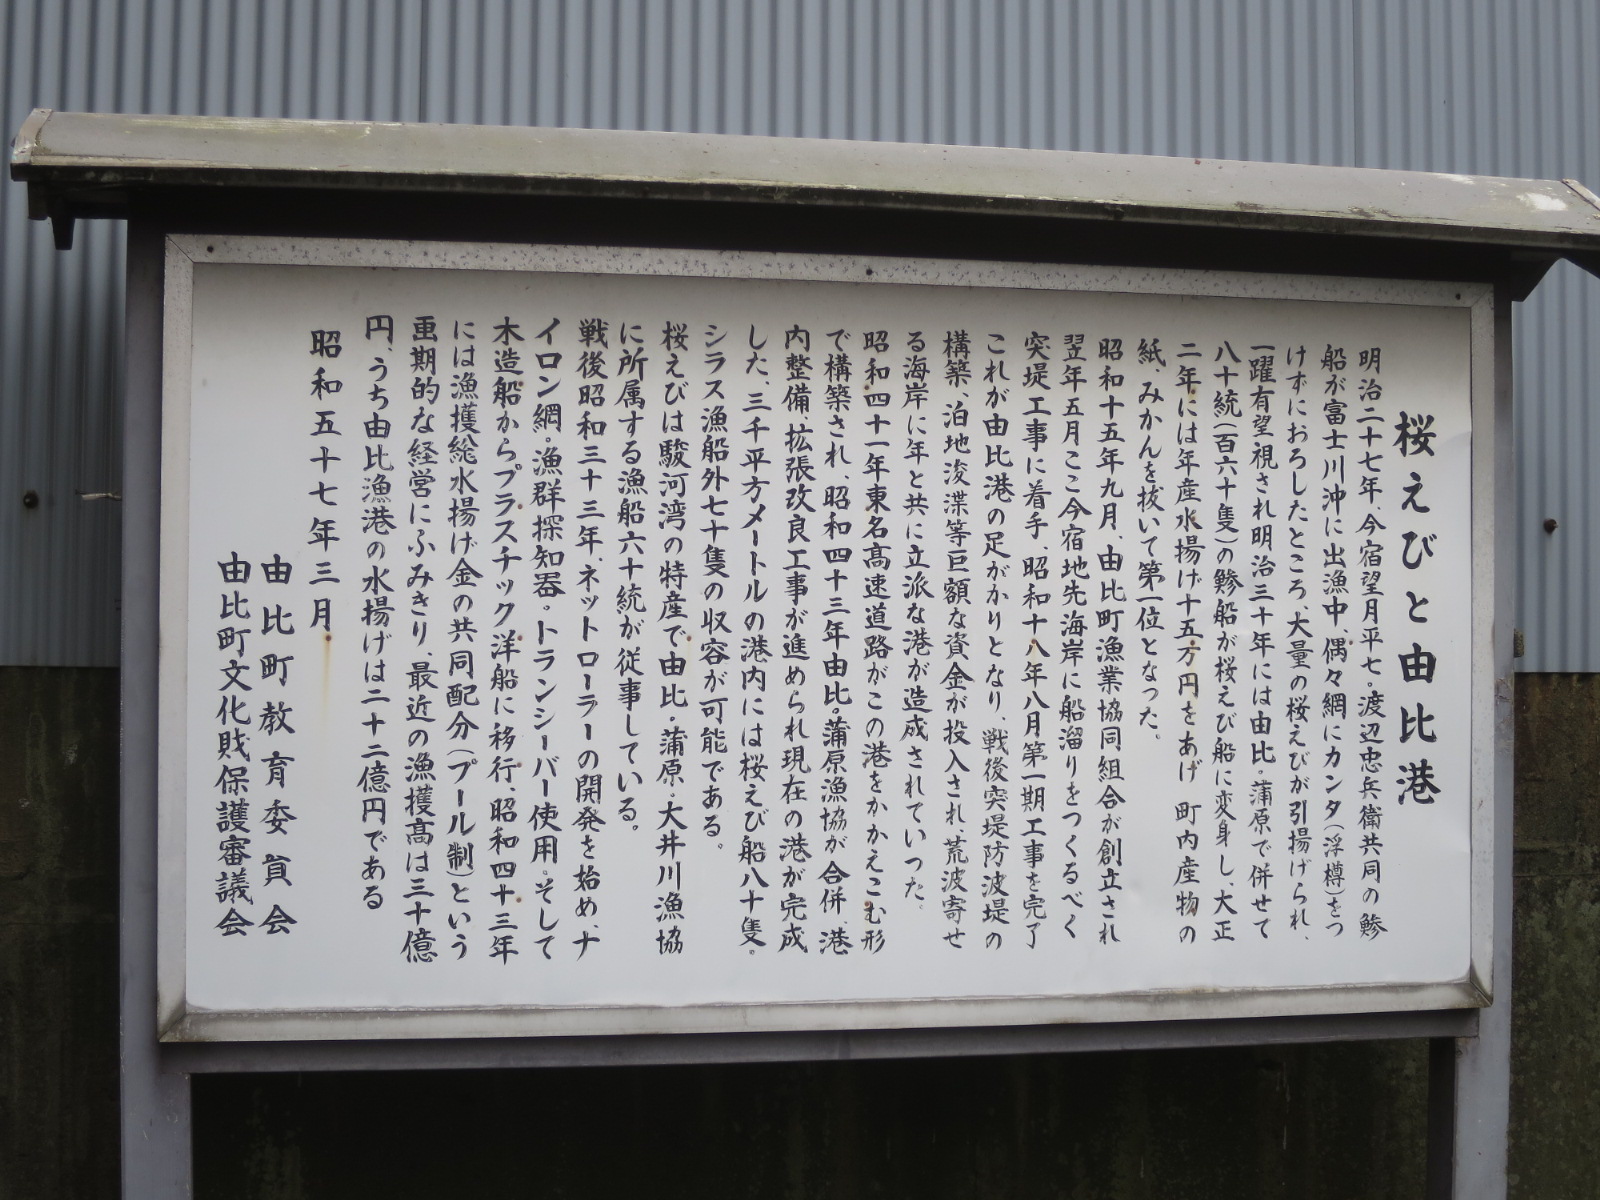 桜えびと由比港
明治二十七年、今宿望月平七・渡辺忠兵衛共同の鯵
船が富士川沖に出漁中、偶々網にカンタ(浮樽)をつ
けずにおろしたところ、大量の桜えびが引揚げられ、
一躍有望視され明治三十年には由比・蒲原で併せて
八十統(百六十隻)の鯵船が桜えび船に変身し、大正
二年には年産水揚げ十五万円をあげ 町内産物の
紙、みかんを抜いて第一位となった。
昭和十五年九月、由比町漁業協同組合が創立され
翌年五月ここ今宿地先海岸に船溜りをつくるべく
突堤工事に着手、昭和十八年八月第一期工事を完了
これが由比港の足がかりとなり、戦後突堤防波堤の
構築、泊地浚渫等巨額な資金が投入され、荒波寄せ
る海岸に年と共に立派な港が造成されていつた。
昭和四十一年東名高速道路がこの港をかかえこむ形
で構築され、昭和四十三年由比・蒲原漁協が合併、港
内整備、拡張改良工事が進められ現在の港が完成
した、三千平方メートルの港内には桜えび船八十隻・
シラス漁船外七十隻の収容が可能である。
桜えびは駿河湾の特産で由比・蒲原・大井川漁協
に所属する漁船六十統が従事している。
戦後昭和三十三年、ネットローラーの開発を始め、ナ
イロン網・漁群探知器・トランシーバー使用・そして
木造船からプラスチック洋船に移行、昭和四十三年
には漁獲総水揚げ金の共同配分(プール制)という
画期的な経営にふみきり、最近の漁獲高は三十億
円、うち由比漁港の水揚げは二十二億円である
昭和五十七年三月
由比町教育委員会
由比町文化財保護審議会